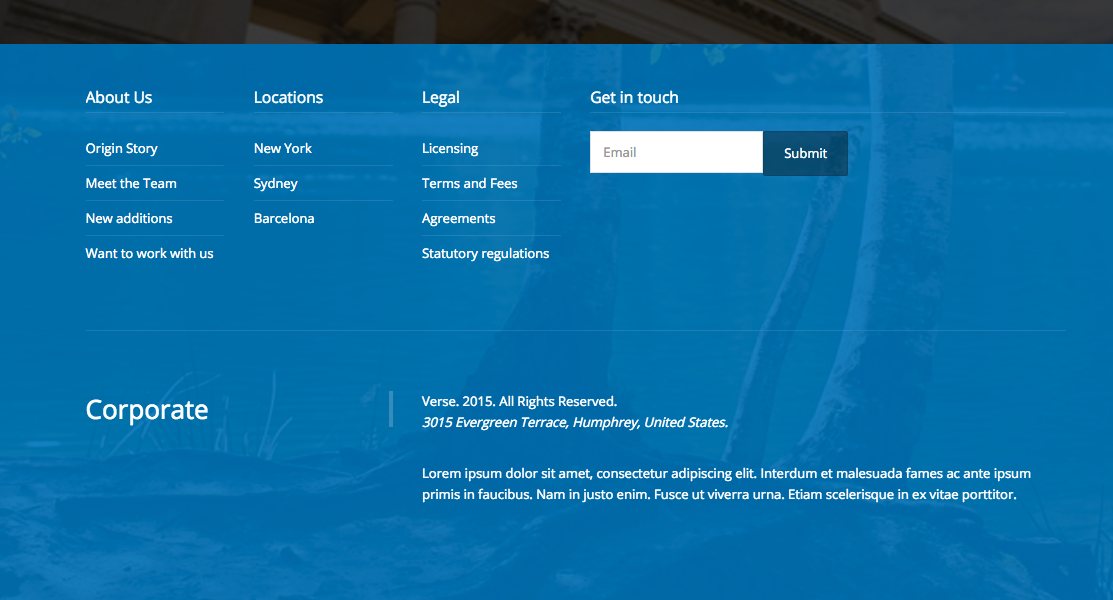 About Us
Origin Story
Meet the Team
New additions
Want to work with us
Locations
New York
Sydney
Barcelona
Legal
Licensing
Terms and Fees
Agreements
Statutory regulations
Get in touch
Email
Submit
Corporate
Verse. 2015. All Rights Reserved.
3015 Evergreen Terrace, Humphrey, United States.
Lorem ipsum dolor sit amet, consectetur adipiscing elit. Interdum et malesuada fames ac ante ipsum
primis in faucibus. Nam in justo enim. Fusce ut viverra urna. Etiam scelerisque in ex vitae porttitor.